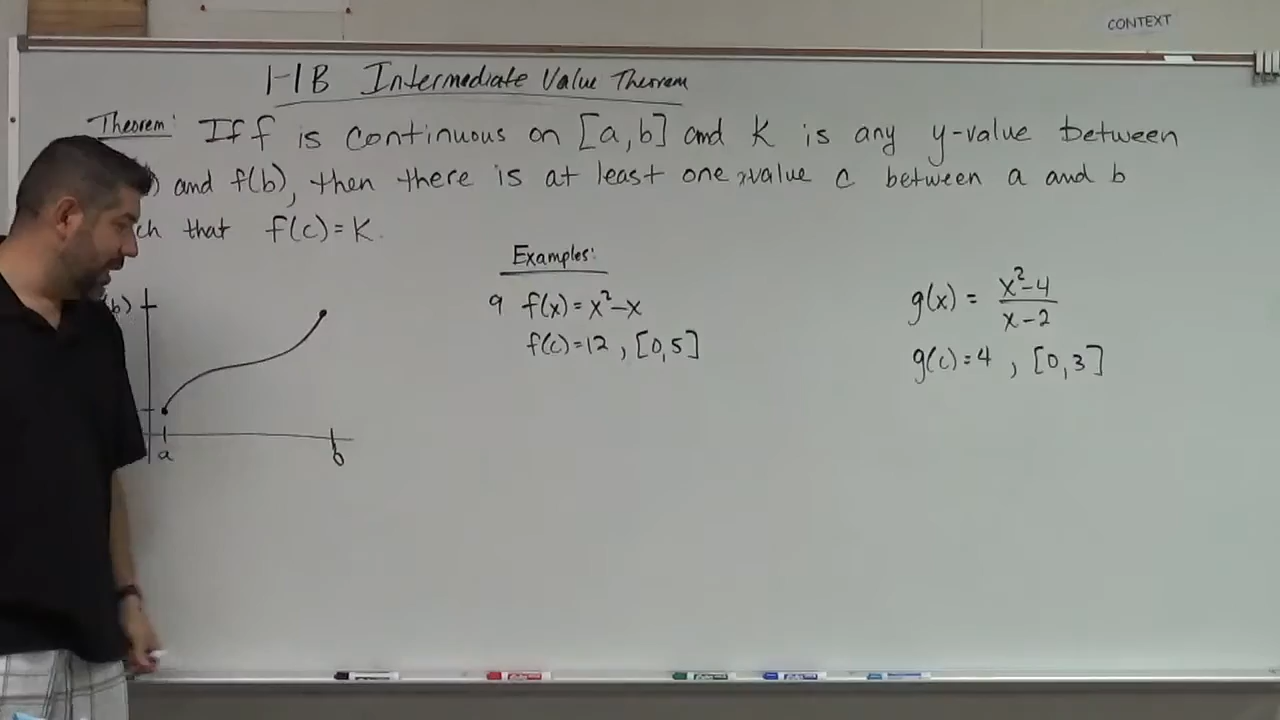 CONTEXT
1-1B Intermediate Value Theorem
Theorem: If f is continuous on [a,b] and K is any y-value between
and f(b), then there is at least one x-value c between a and b
that f(c)=K.
Examples:
9 f(x)=x²-x
f(c)=12, [0,5]
g(x) = x²-4
x-2
g(c)=4, [0,3]
a
b